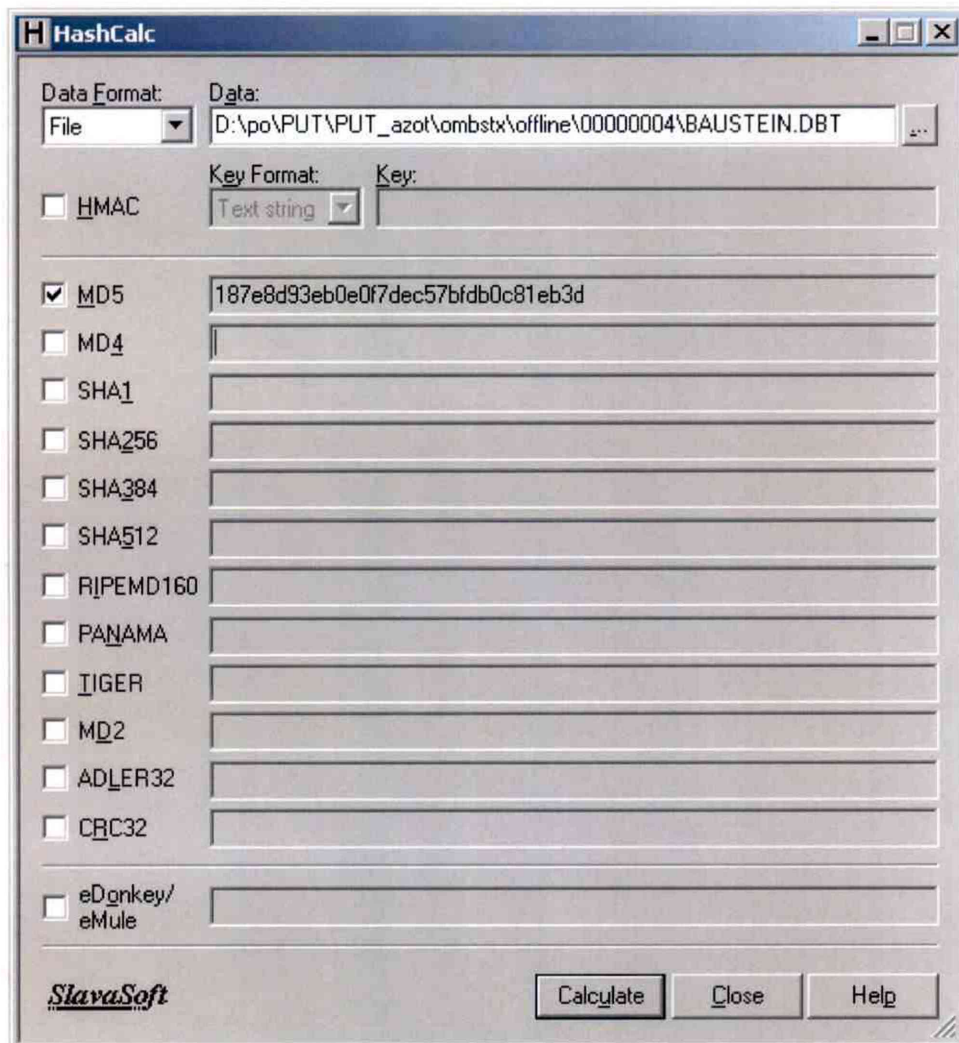 H HashCalc
Data Format: Data:
File D:\po\PUT\PUT_azot\ombstx\offline\00000004\BAUSTEIN.DBT ...
Key Format: Key:
HMAC Text string
MD5 187e8d93eb0e0f7dec57bfdb0c81eb3d
MD4
SHA1
SHA256
SHA384
SHA512
RIPEMD160
PANAMA
TIGER
MD2
ADLER32
CRC32
eDonkey/
eMule
SlavaSoft Calculate Close Help